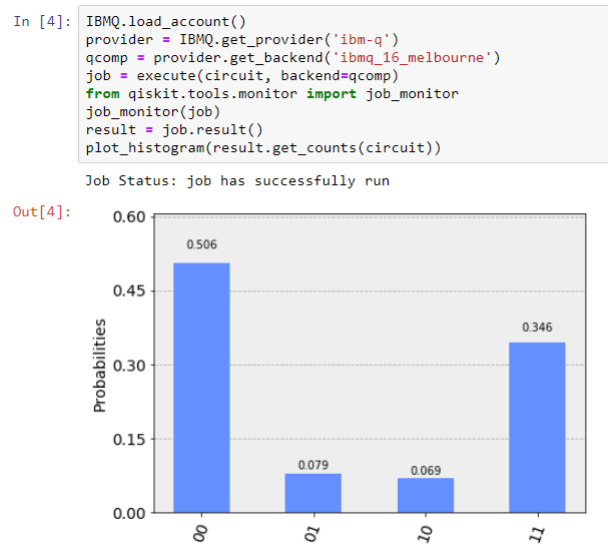 In [4]: IBMQ.load_account()
provider = IBMQ.get_provider('ibm-q')
qcomp = provider.get_backend('ibmq_16_melbourne')
job = execute(circuit, backend=qcomp)
from qiskit.tools.monitor import job_monitor
job_monitor(job)
result = job.result()
plot_histogram(result.get_counts(circuit))
Job Status: job has successfully run
Out[4]:
Probabilities
0.60
0.45
0.30
0.15
0.00
0.506
0.079
0.069
0.346
00
01
10
11